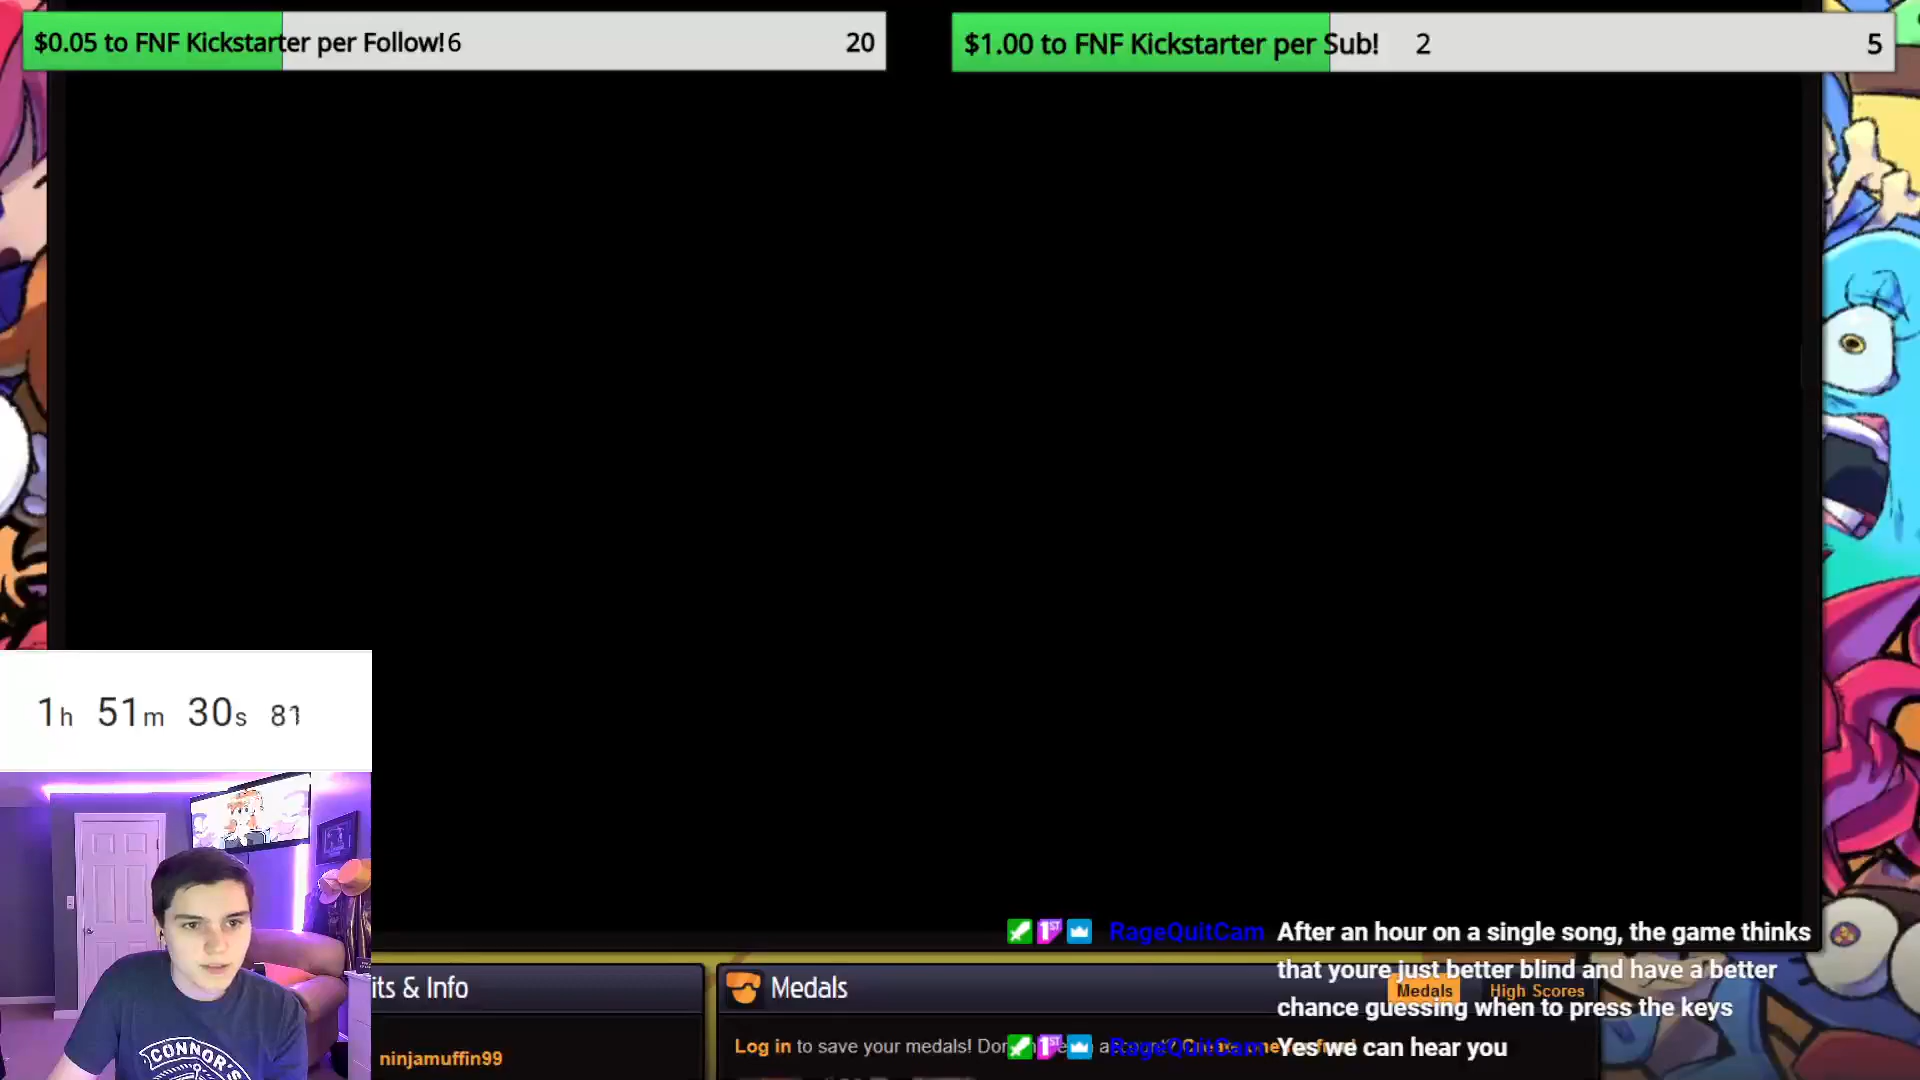 $0.05 to FNF Kickstarter per Follow! 6 20
$1.00 to FNF Kickstarter per Sub! 2 5
1h 51m 30s 81
RageQuitCam After an hour on a single song, the game thinks
that youre just better blind and have a better
chance guessing when to press the keys
RageQuitCam Yes we can hear you
its & Info
ninjamuffin99
Medals
Medals High Scores
Log in to save your medals!
CONNOR'S